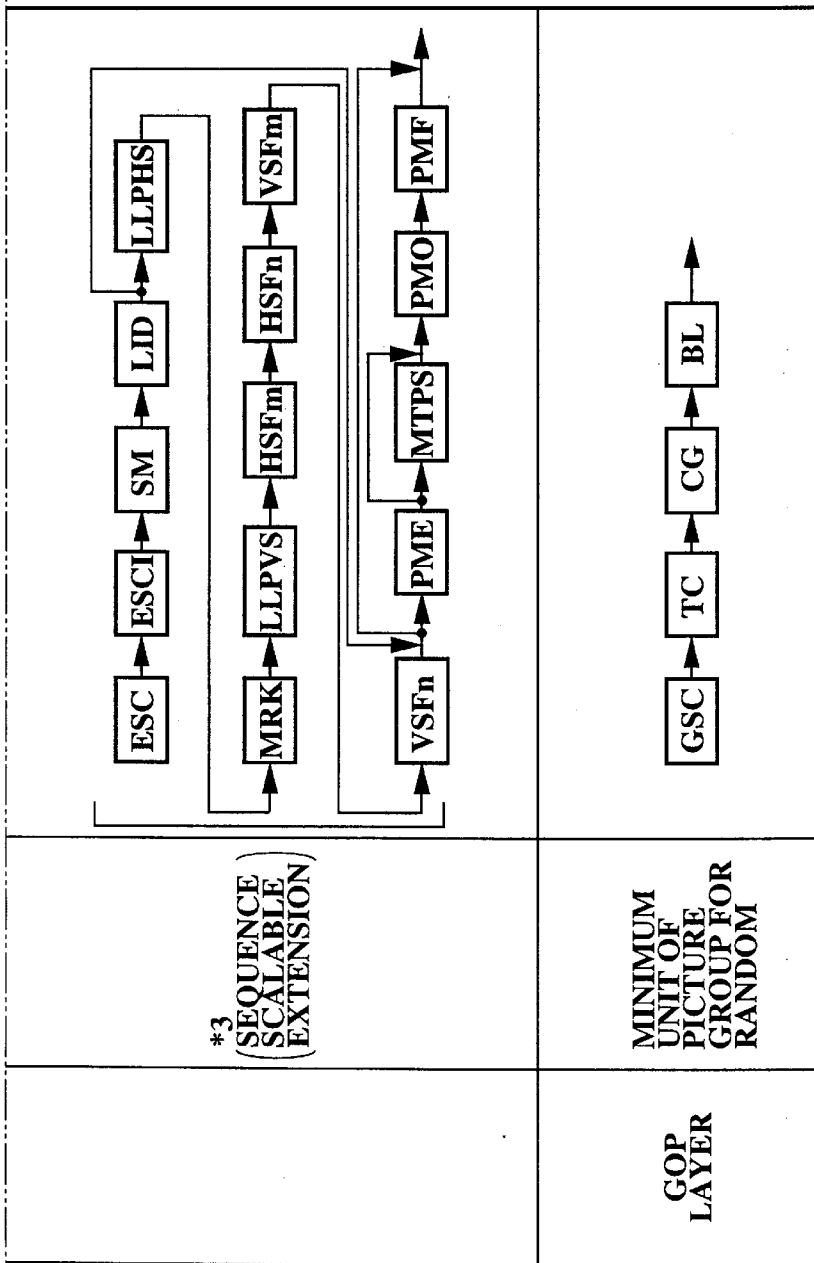 *3
(SEQUENCE
SCALABLE
EXTENSION)
ESC ESCI SM LID LLPHS
MRK LLPVS HSFm HSFn VSFm
VSFn PME MTPS PMO PMF
GOP
LAYER
MINIMUM
UNIT OF
PICTURE
GROUP FOR
RANDOM
GSC TC CG BL